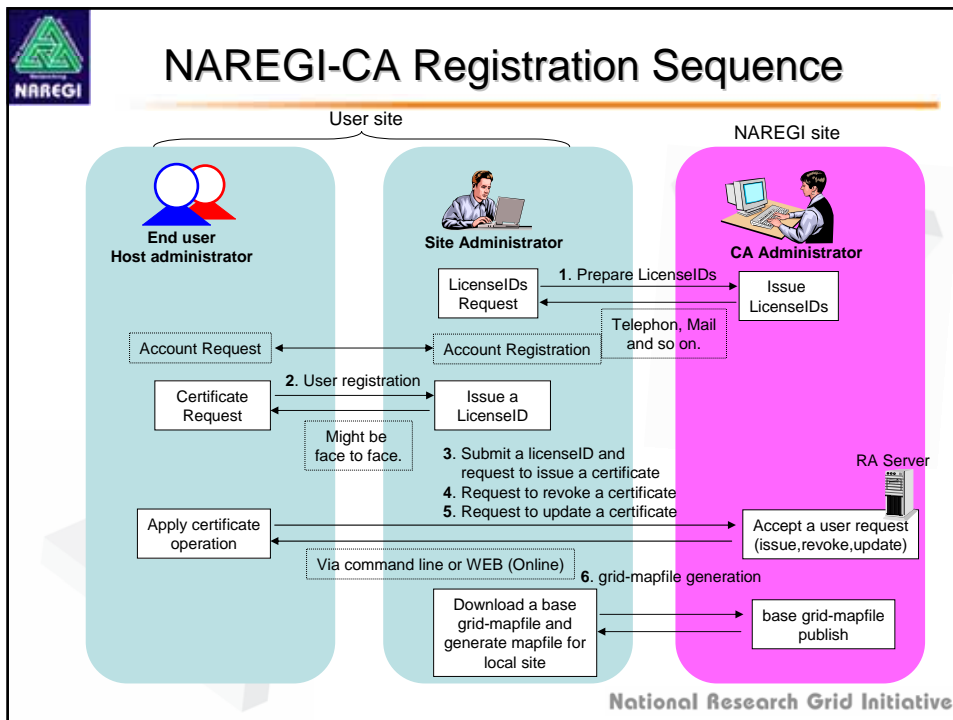 NAREGI
NAREGI-CA Registration Sequence
User site
NAREGI site
End user
Host administrator
Site Administrator
CA Administrator
LicenseIDs
Request
1. Prepare LicenseIDs
Issue
LicenseIDs
Telephon, Mail
and so on.
Account Request
Account Registration
2. User registration
Certificate
Request
Issue a
LicenseID
Might be
face to face.
3. Submit a licenseID and
request to issue a certificate
4. Request to revoke a certificate
5. Request to update a certificate
RA Server
Apply certificate
operation
Accept a user request
(issue,revoke,update)
Via command line or WEB (Online)
6. grid-mapfile generation
Download a base
grid-mapfile and
generate mapfile for
local site
base grid-mapfile
publish
National Research Grid Initiative